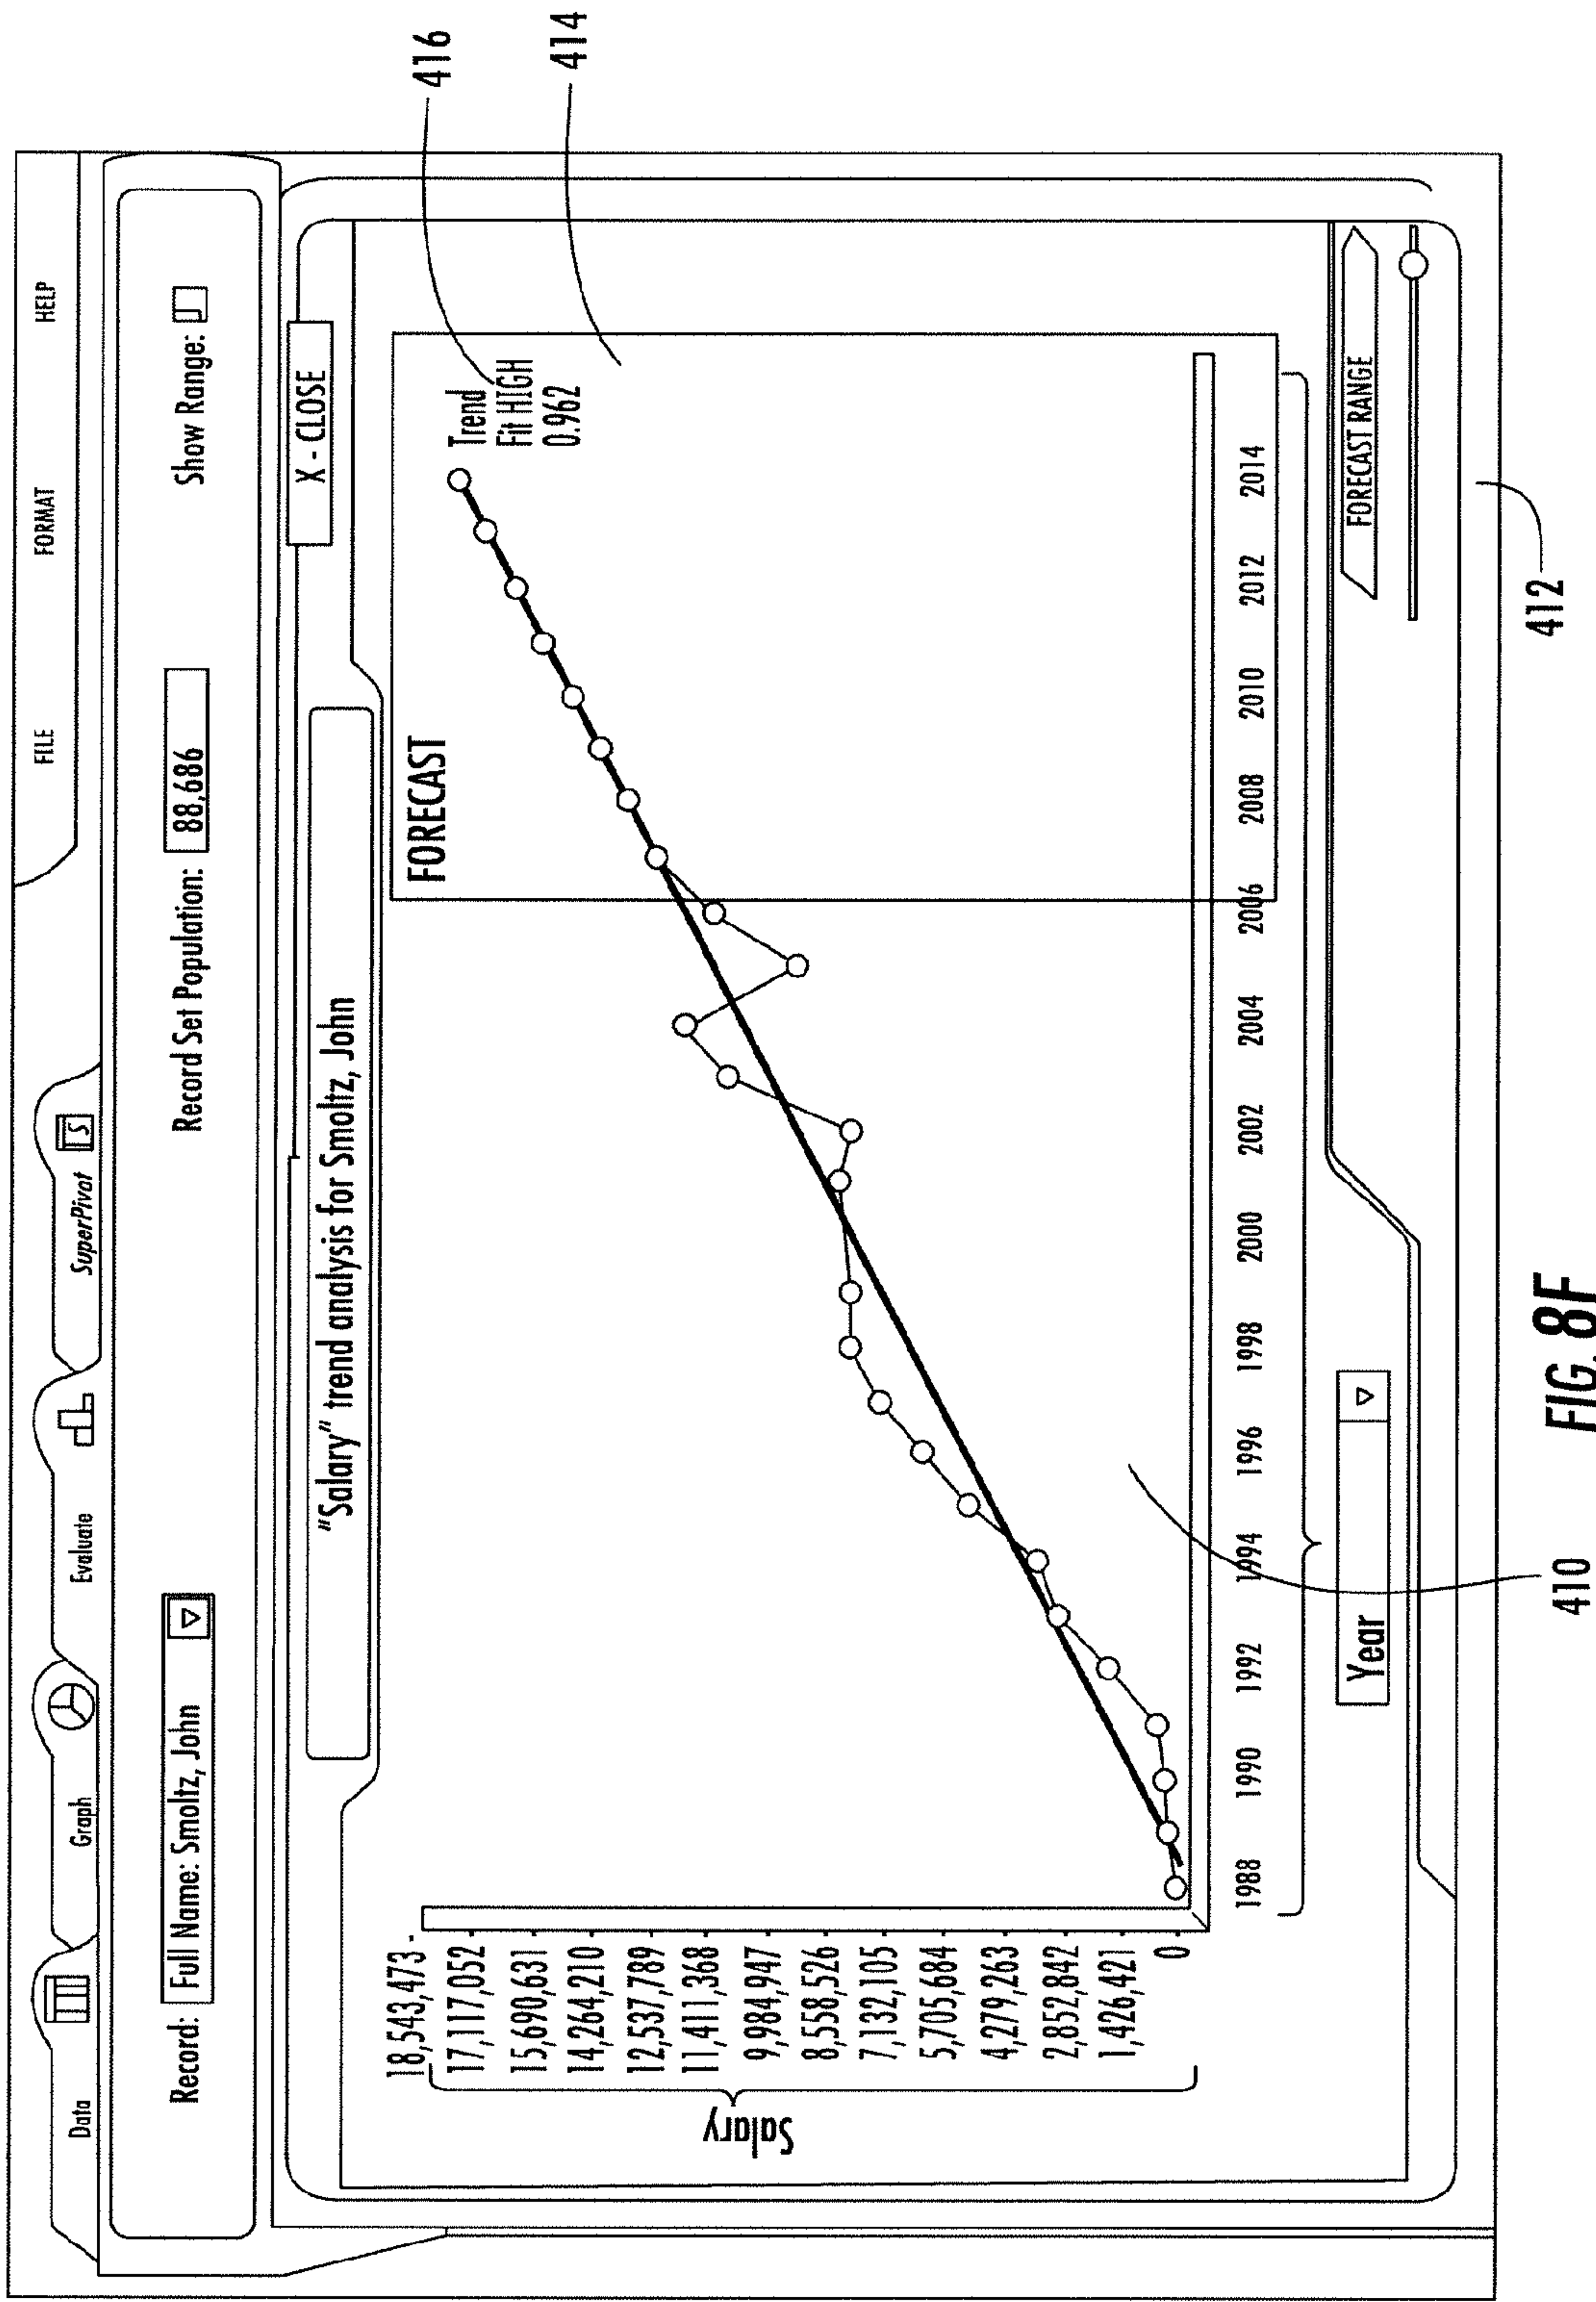 FILE FORMAT HELP
Data Graph Evaluate SuperPivot S
Record: Full Name: Smoltz, John Record Set Population: 88,686 Show Range:
X - CLOSE
"Salary" trend analysis for Smoltz, John
416
414
FORECAST
Trend
Fit HIGH
0.962
Salary
18,543,473
17,117,052
15,690,631
14,264,210
12,537,789
11,411,368
9,984,947
8,558,526
7,132,105
5,705,684
4,279,263
2,852,842
1,426,421
0
1988 1990 1992 1994 1996 1998 2000 2002 2004 2006 2008 2010 2012 2014
Year
FORECAST RANGE
410
412
FIG. 8F